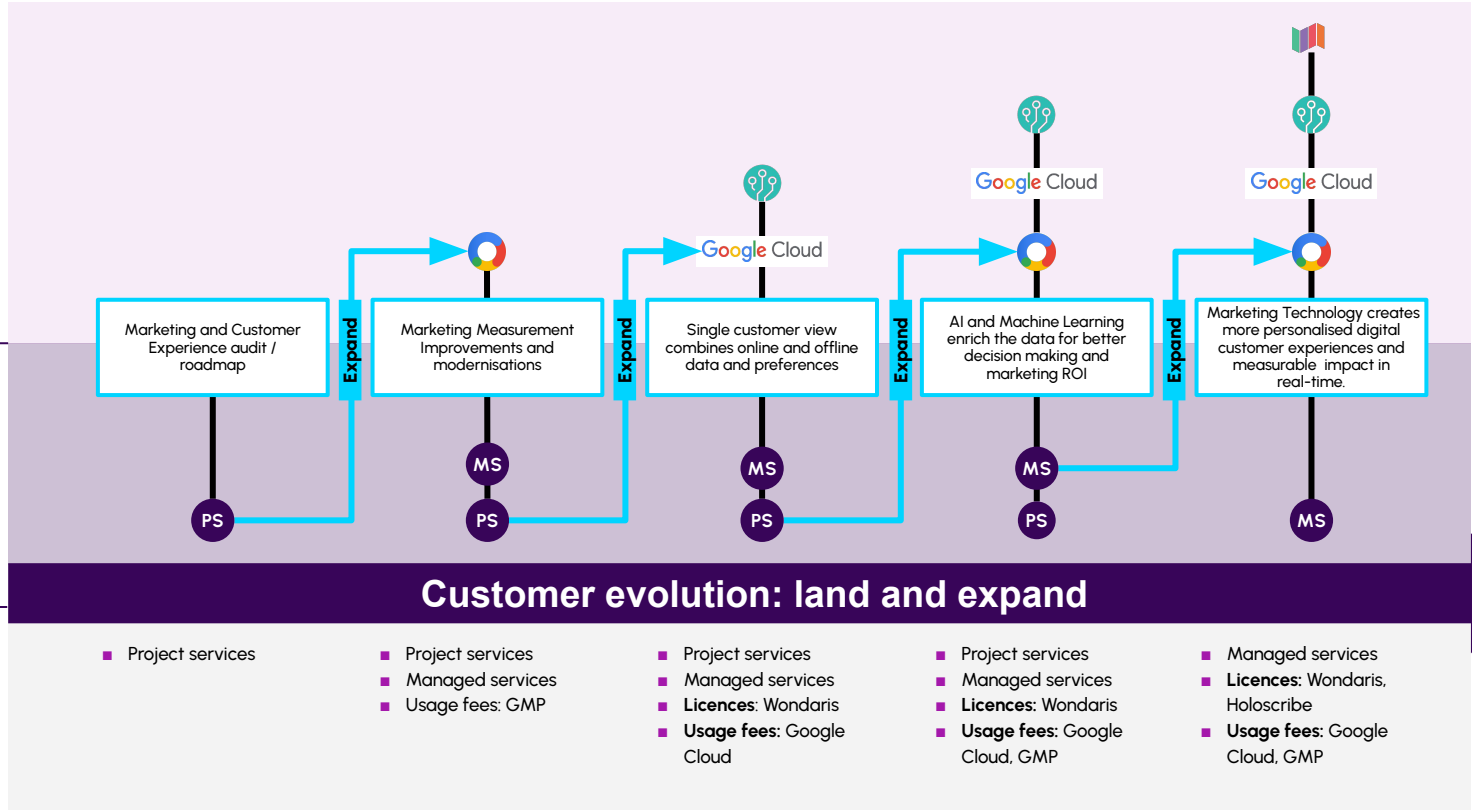 Google Cloud
Google Cloud
Google Cloud
Marketing and Customer
Experience audit /
roadmap
Expand
Marketing Measurement
Improvements and
modernisations
Expand
Single customer view
combines online and offline
data and preferences
Expand
AI and Machine Learning
enrich the data for better
decision making and
marketing ROI
Expand
Marketing Technology creates
more personalised digital
customer experiences and
measurable impact in
real-time.
MS
MS
MS
PS
PS
PS
PS
MS
Customer evolution: land and expand
■ Project services
■ Project services
■ Managed services
■ Usage fees: GMP
■ Project services
■ Managed services
■ Licences: Wondaris
■ Usage fees: Google
Cloud
■ Project services
■ Managed services
■ Licences: Wondaris
■ Usage fees: Google
Cloud, GMP
■ Managed services
■ Licences: Wondaris,
Holoscribe
■ Usage fees: Google
Cloud, GMP